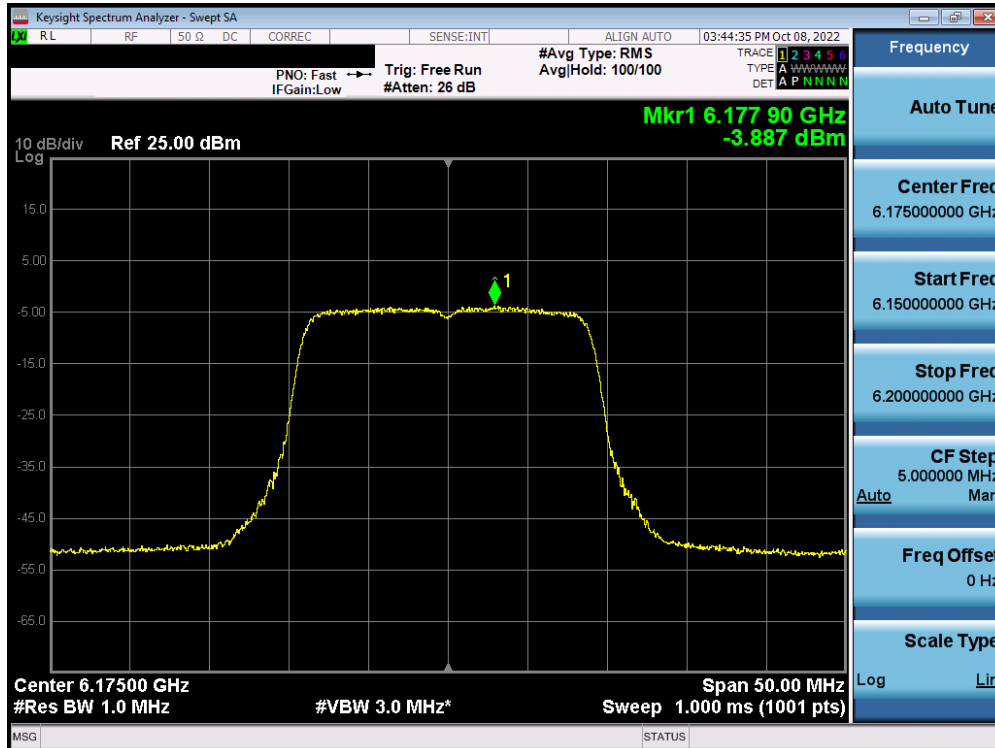 Keysight Spectrum Analyzer - Swept SA
LXI RL RF 50 Ω DC CORREC SENSE:INT ALIGN AUTO 03:44:35 PM Oct 08, 2022
PNO: Fast Trig: Free Run #Avg Type: RMS TRACE 1 2 3 4 5 6
IFGain:Low #Atten: 26 dB Avg|Hold: 100/100 TYPE A WWWWW
DET A P N N N N
Mkr1 6.177 90 GHz
-3.887 dBm
10 dB/div Ref 25.00 dBm
Log
15.0
5.00
1
-5.00
-15.0
-25.0
-35.0
-45.0
-55.0
-65.0
Center 6.17500 GHz Span 50.00 MHz
#Res BW 1.0 MHz #VBW 3.0 MHz* Sweep 1.000 ms (1001 pts)
MSG STATUS
Frequency
Auto Tune
Center Freq
6.175000000 GHz
Start Freq
6.150000000 GHz
Stop Freq
6.200000000 GHz
CF Step
5.000000 MHz
Auto Man
Freq Offset
0 Hz
Scale Type
Log Lin